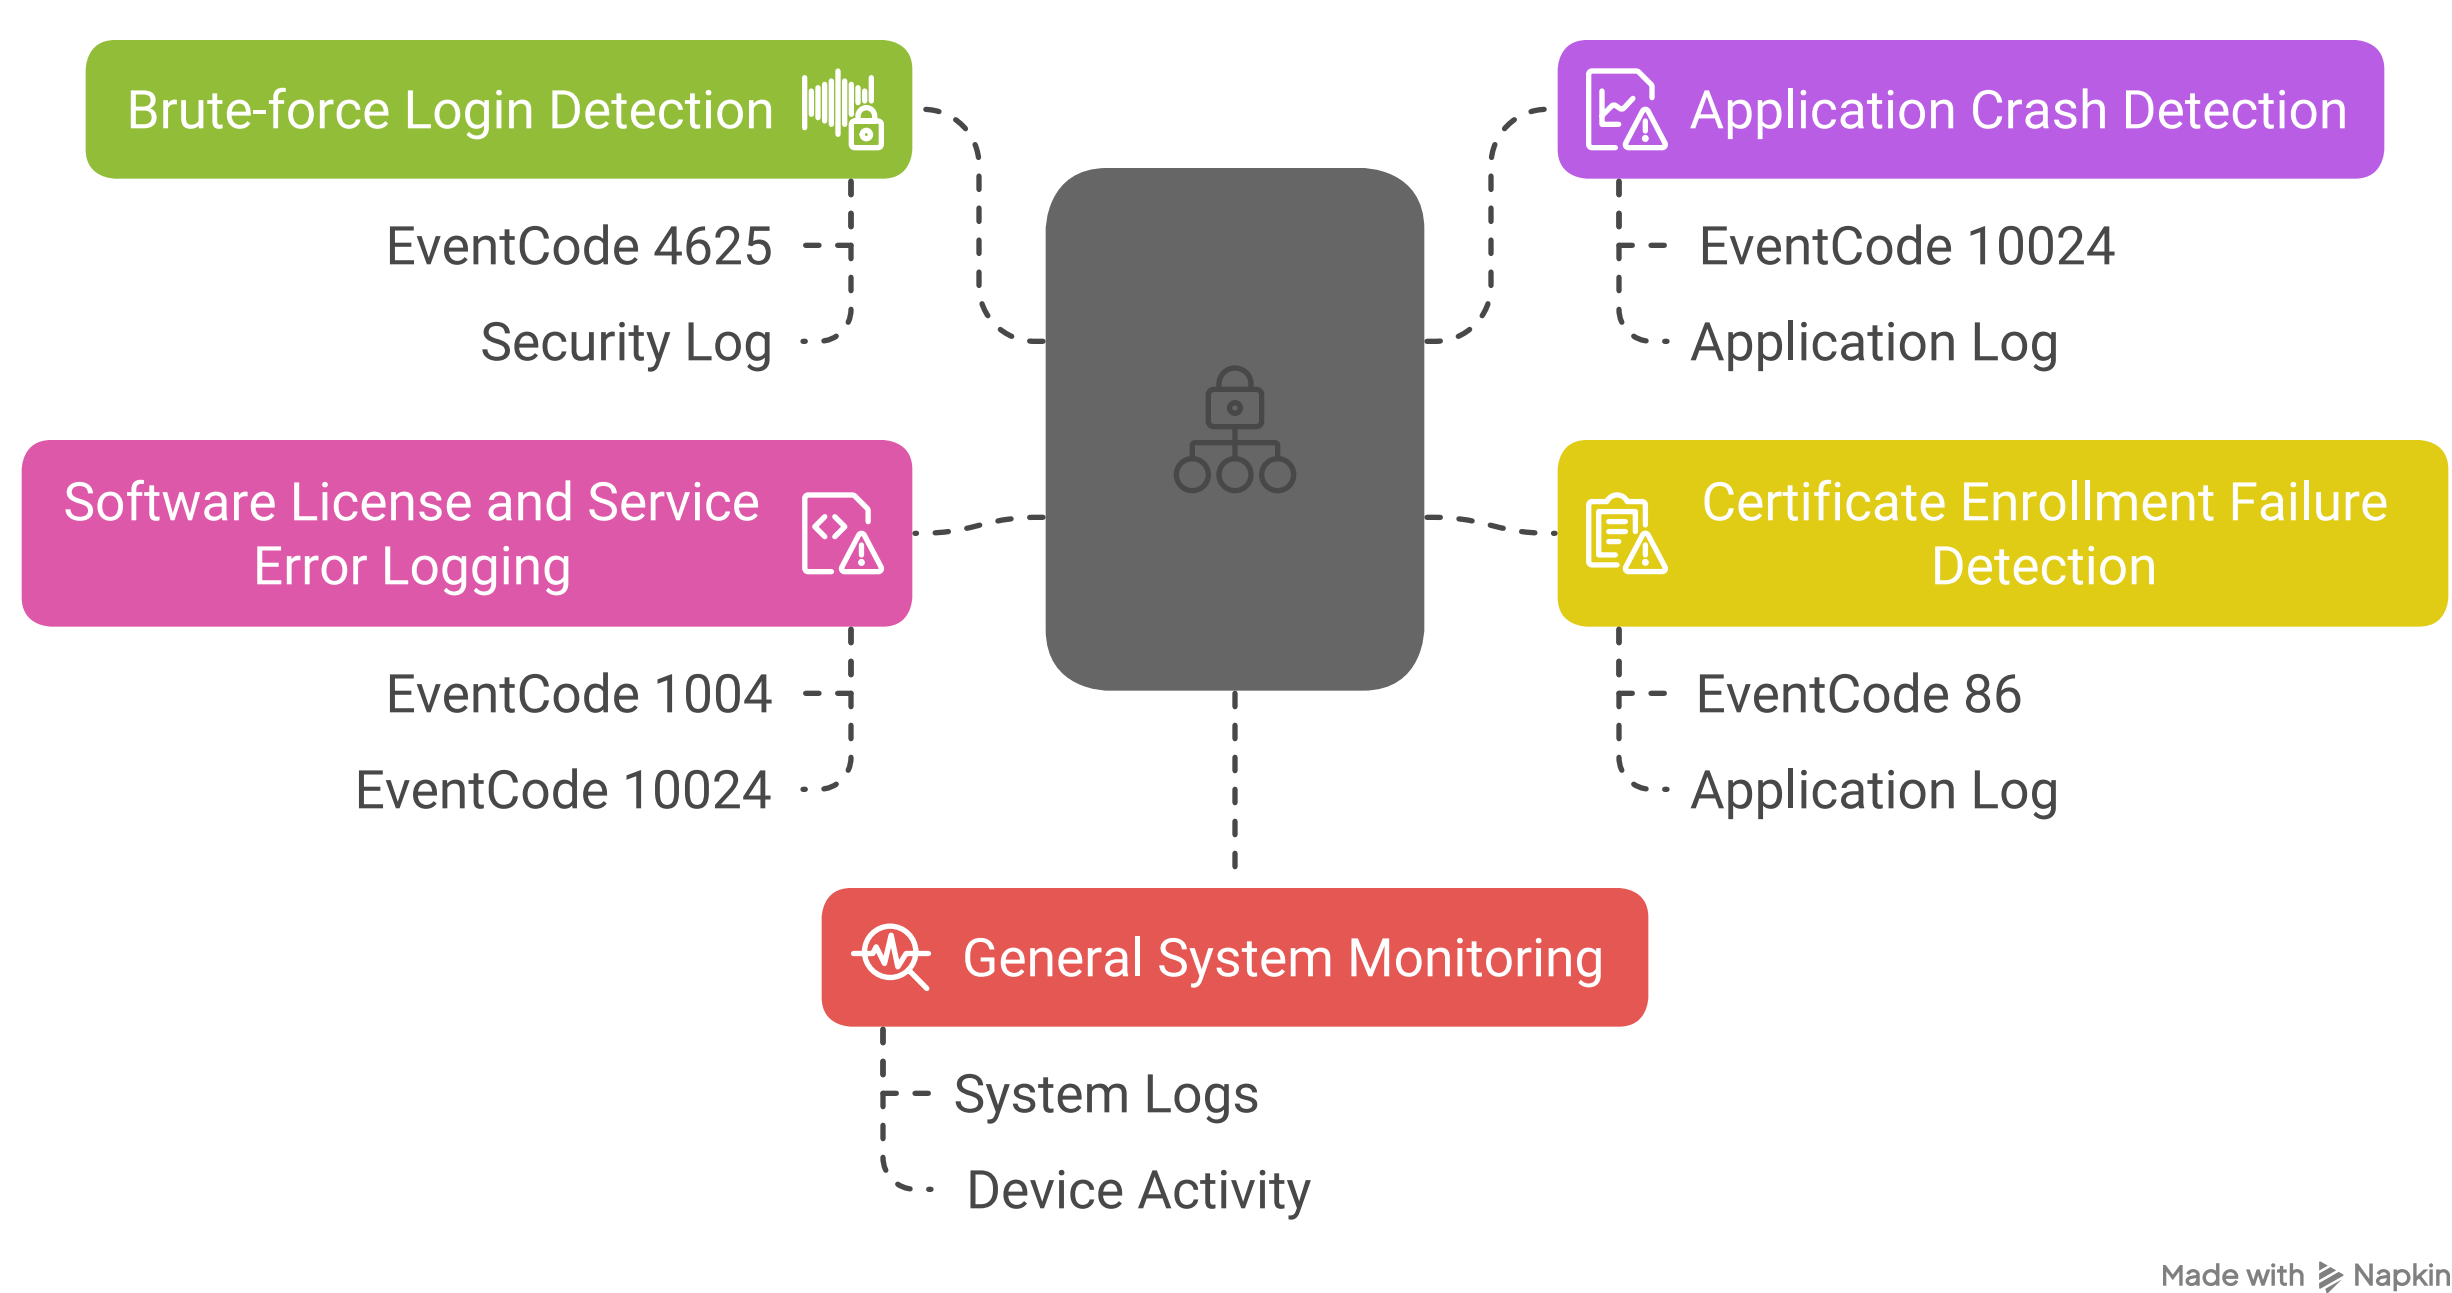 Brute-force Login Detection
EventCode 4625
Security Log
Application Crash Detection
EventCode 10024
Application Log
Software License and Service
Error Logging
EventCode 1004
EventCode 10024
Certificate Enrollment Failure
Detection
EventCode 86
Application Log
General System Monitoring
System Logs
Device Activity
Made with Napkin